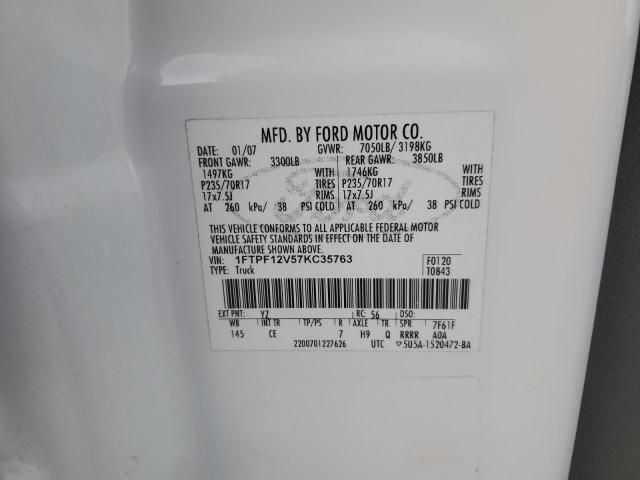 MFD. BY FORD MOTOR CO.
DATE: 01/07 GVWR: 7050LB/ 3198KG
FRONT GAWR: 3300LB REAR GAWR: 3850LB
1497KG WITH 1746KG WITH
P235/70R17 TIRES P235/70R17 TIRES
17x7.5J RIMS 17x7.5J RIMS
AT 260 kPa/ 38 PSI COLD AT 260 kPa/ 38 PSI COLD
Ford
THIS VEHICLE CONFORMS TO ALL APPLICABLE FEDERAL MOTOR
VEHICLE SAFETY STANDARDS IN EFFECT ON THE DATE OF
MANUFACTURE SHOWN ABOVE.
VIN: 1FTPF12V57KC35763 F0120
TYPE: Truck T0843
EXT PNT: YZ RC: 56 DSO:
WB INT TR TP/PS R AXLE TR SPR 7F61F
145 CE 7 H9 Q RRRR A0A
2200701227626 UTC ▽5U5A-1520472-BA